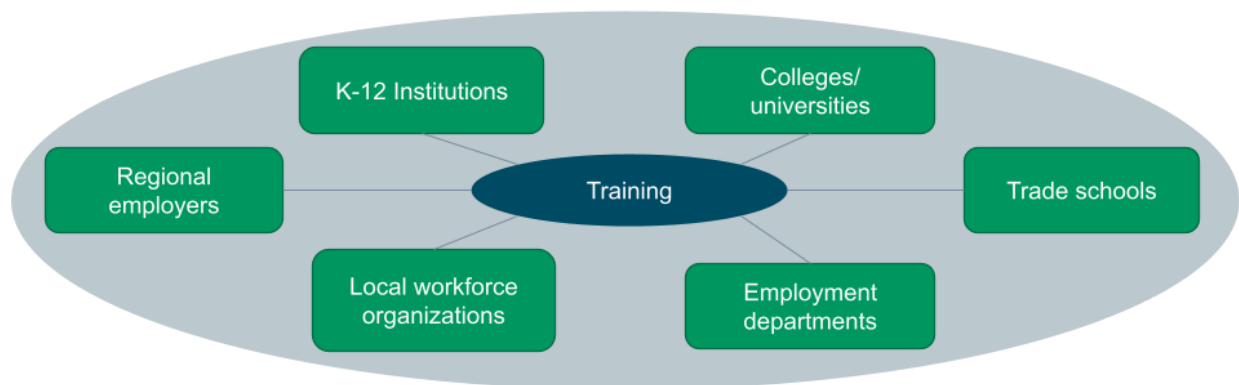 K-12 Institutions
Colleges/
universities
Regional
employers
Training
Trade schools
Local workforce
organizations
Employment
departments